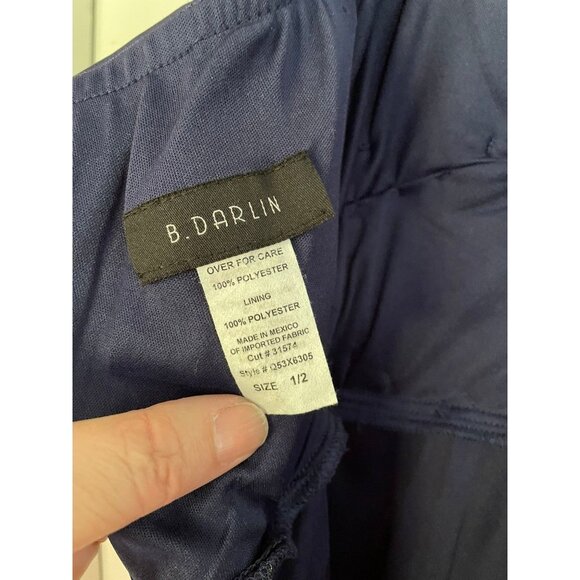 B. DARLIN
OVER FOR CARE
100% POLYESTER
LINING
100% POLYESTER
MADE IN MEXICO
OF IMPORTED FABRIC
Cut # 31574
Style # Q53X6305
SIZE 1/2